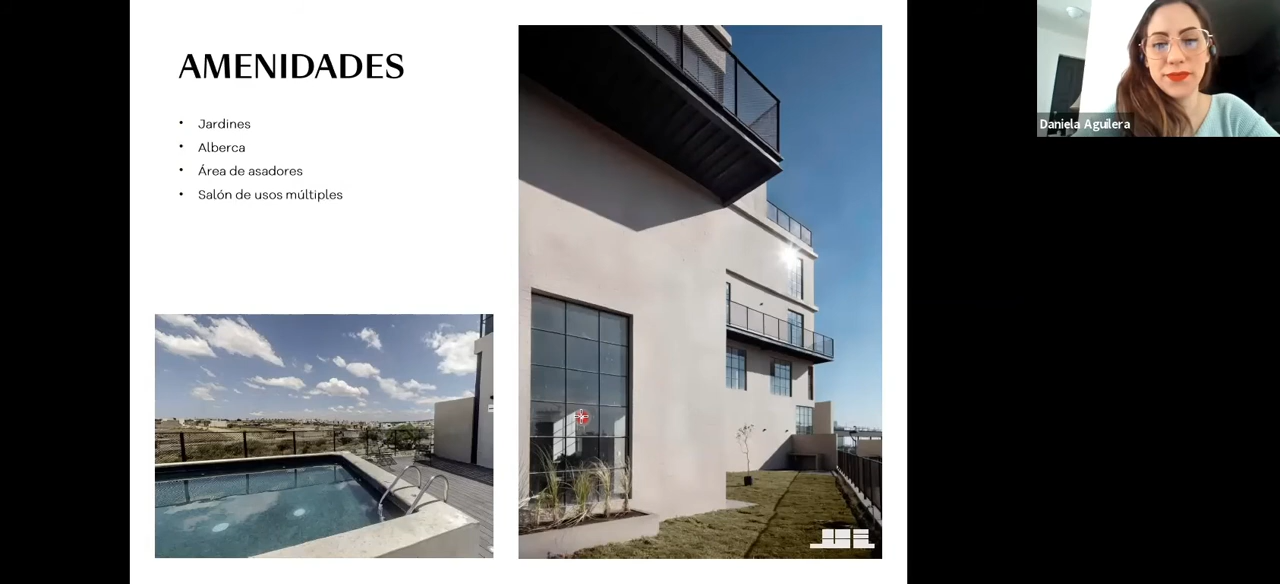 AMENIDADES
• Jardines
• Alberca
• Área de asadores
• Salón de usos múltiples
Daniela Aguilera